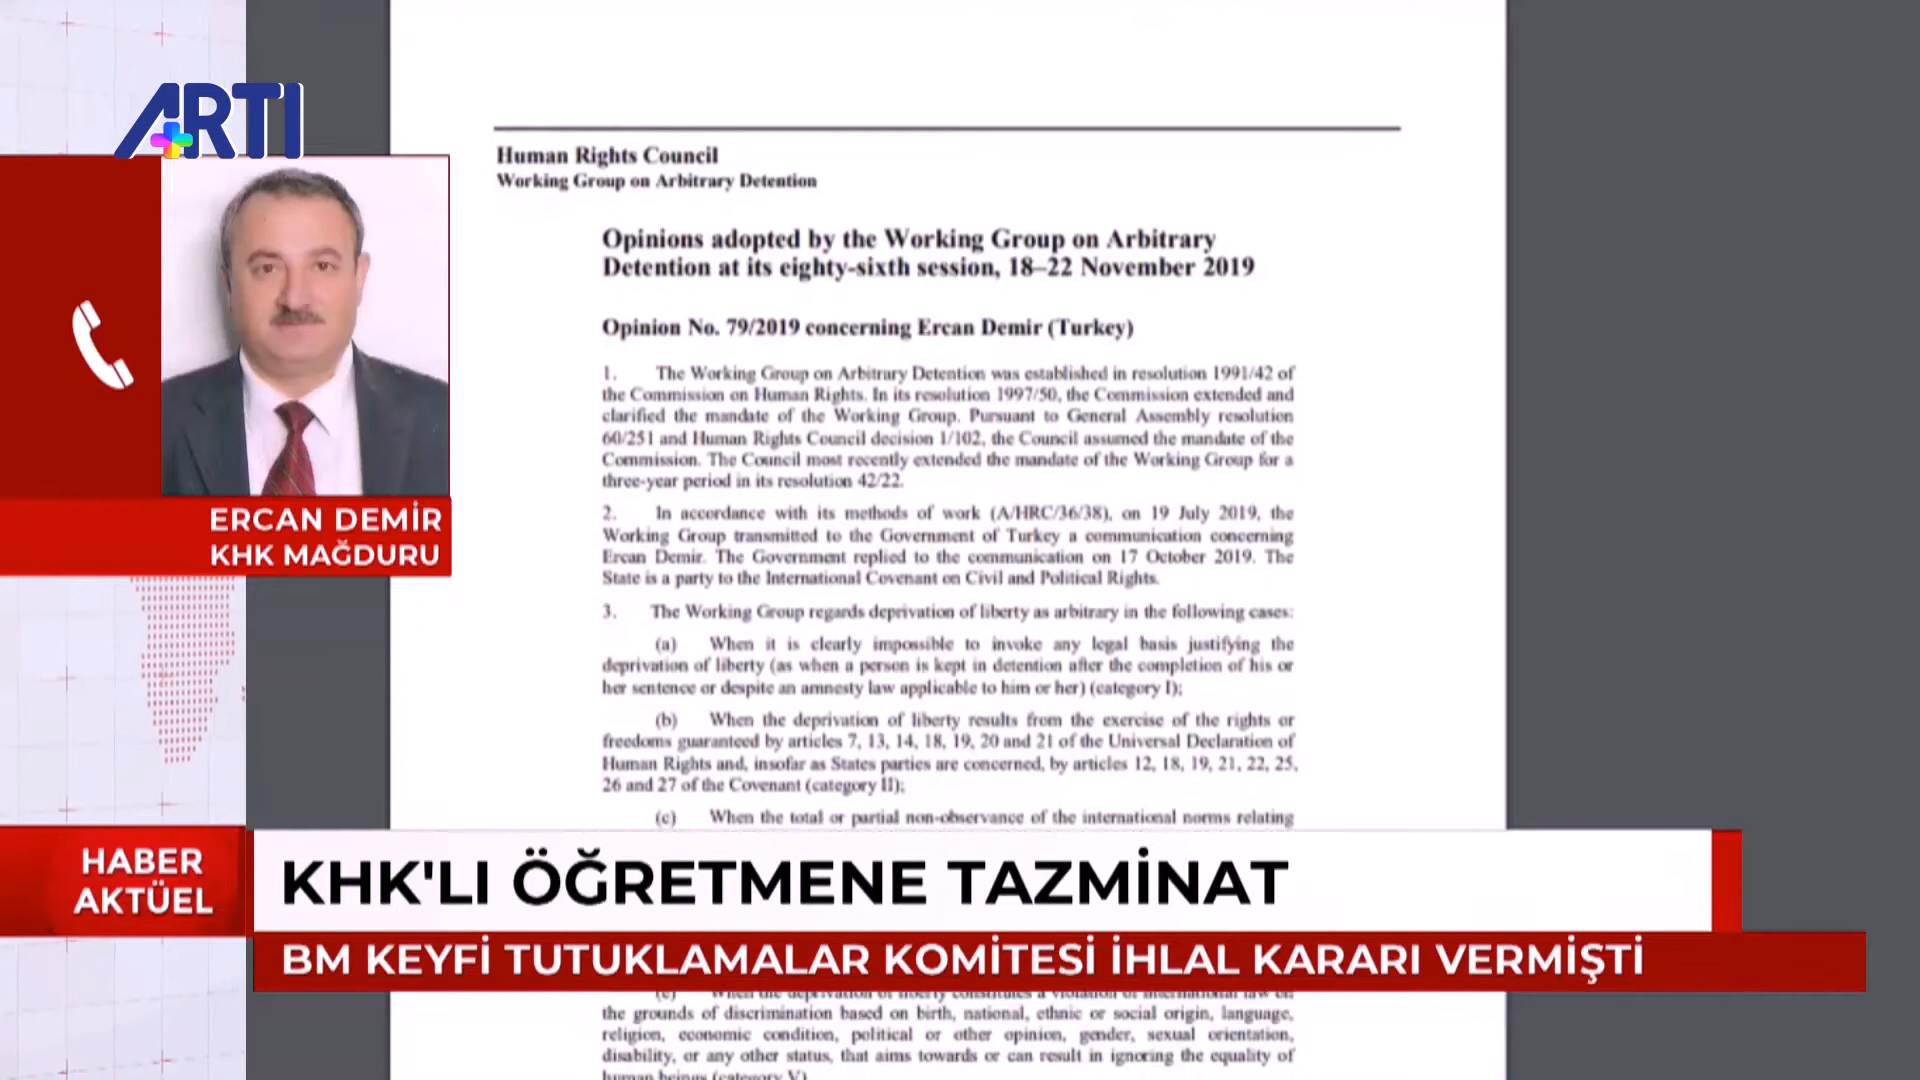 ARTI
Human Rights Council
Working Group on Arbitrary Detention
Opinions adopted by the Working Group on Arbitrary
Detention at its eighty-sixth session, 18–22 November 2019
Opinion No. 79/2019 concerning Ercan Demir (Turkey)
1. The Working Group on Arbitrary Detention was established in resolution 1991/42 of
the Commission on Human Rights. In its resolution 1997/50, the Commission extended and
clarified the mandate of the Working Group. Pursuant to General Assembly resolution
60/251 and Human Rights Council decision 1/102, the Council assumed the mandate of the
Commission. The Council most recently extended the mandate of the Working Group for a
three-year period in its resolution 42/22.
2. In accordance with its methods of work (A/HRC/36/38), on 19 July 2019, the
Working Group transmitted to the Government of Turkey a communication concerning
Ercan Demir. The Government replied to the communication on 17 October 2019. The
State is a party to the International Covenant on Civil and Political Rights.
3. The Working Group regards deprivation of liberty as arbitrary in the following cases:
(a) When it is clearly impossible to invoke any legal basis justifying the
deprivation of liberty (as when a person is kept in detention after the completion of his or
her sentence or despite an amnesty law applicable to him or her) (category I);
(b) When the deprivation of liberty results from the exercise of the rights or
freedoms guaranteed by articles 7, 13, 14, 18, 19, 20 and 21 of the Universal Declaration of
Human Rights and, insofar as States parties are concerned, by articles 12, 18, 19, 21, 22, 25,
26 and 27 of the Covenant (category II);
(c) When the total or partial non-observance of the international norms relating
ERCAN DEMİR
KHK MAĞDURU
HABER
AKTÜEL
KHK'LI ÖĞRETMENE TAZMİNAT
BM KEYFİ TUTUKLAMALAR KOMİTESİ İHLAL KARARI VERMİŞTİ
(e) When the deprivation of liberty constitutes a violation of international law on
the grounds of discrimination based on birth, national, ethnic or social origin, language,
religion, economic condition, political or other opinion, gender, sexual orientation,
disability, or any other status, that aims towards or can result in ignoring the equality of
human beings (category V)